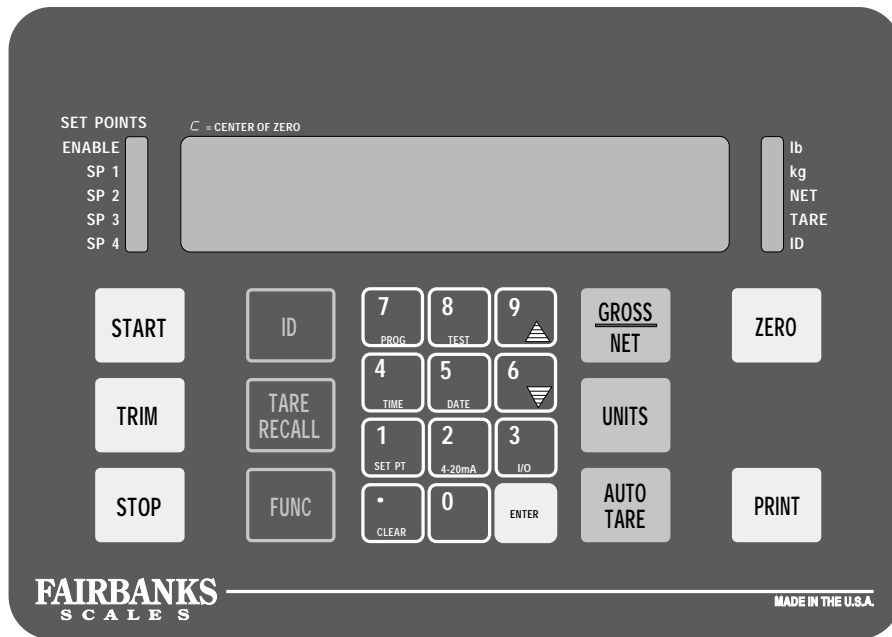 SET POINTS
= CENTER OF ZERO
ENABLE
SP 1
SP 2
SP 3
SP 4
lb
kg
NET
TARE
ID
START
TRIM
STOP
ID
TARE
RECALL
FUNC
7
PROG
8
TEST
9
4
TIME
5
DATE
6
1
SET PT
2
4-20mA
3
I/O
.
CLEAR
0
ENTER
GROSS
NET
UNITS
AUTO
TARE
ZERO
PRINT
FAIRBANKS
SCALES
MADE IN THE U.S.A.